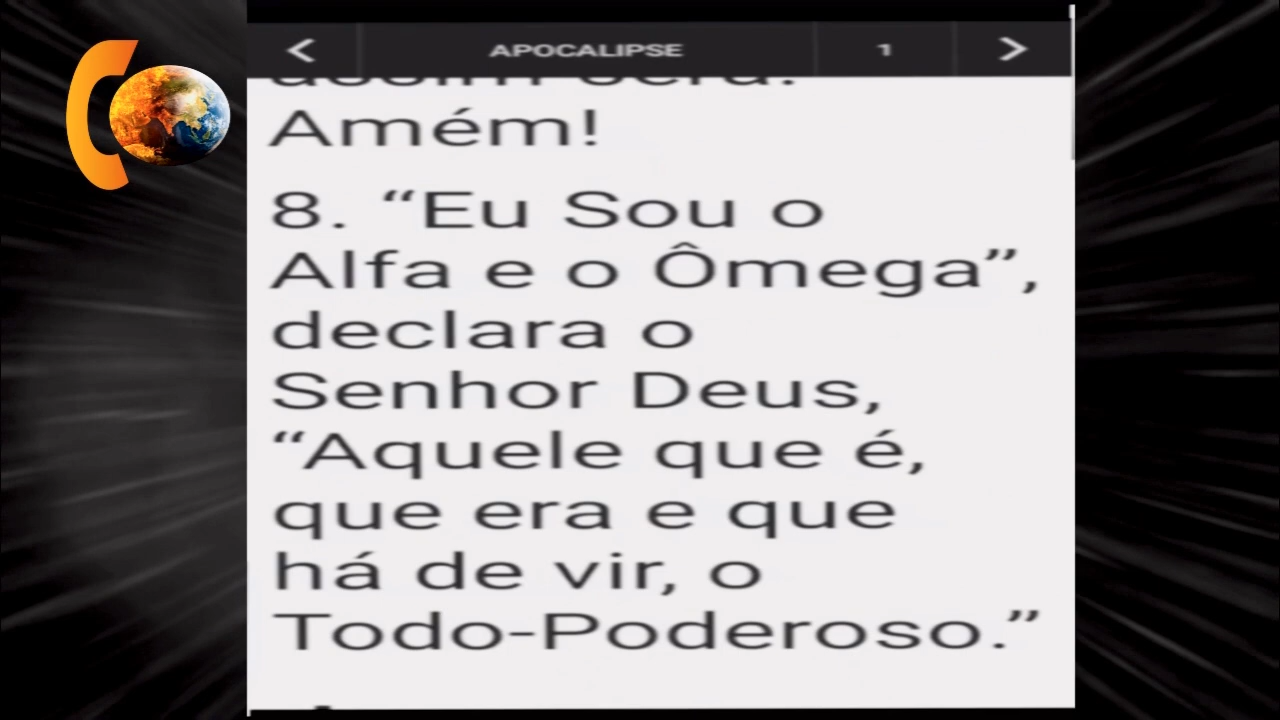 APOCALIPSE 1
Amém!
8. “Eu Sou o
Alfa e o Ômega”,
declara o
Senhor Deus,
“Aquele que é,
que era e que
há de vir, o
Todo-Poderoso.”